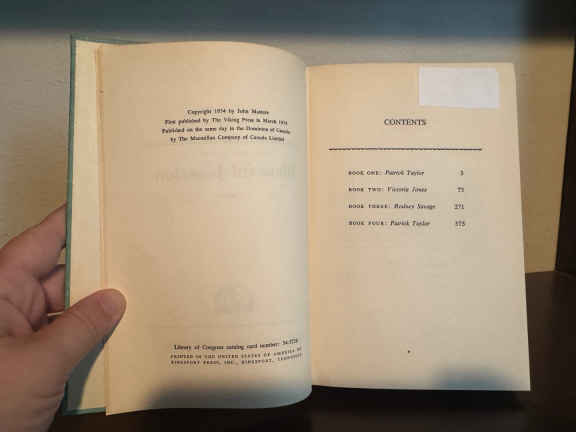 Copyright 1954 by John Masters
First published by The Viking Press in March 1954
Published on the same day in the Dominion of Canada
by The Macmillan Company of Canada Limited
Library of Congress catalog card number: 54-5726
PRINTED IN THE UNITED STATES OF AMERICA BY
KINGSPORT PRESS, INC., KINGSPORT, TENNESSEE
CONTENTS
BOOK ONE: Patrick Taylor 3
BOOK TWO: Victoria Jones 75
BOOK THREE: Rodney Savage 271
BOOK FOUR: Patrick Taylor 375